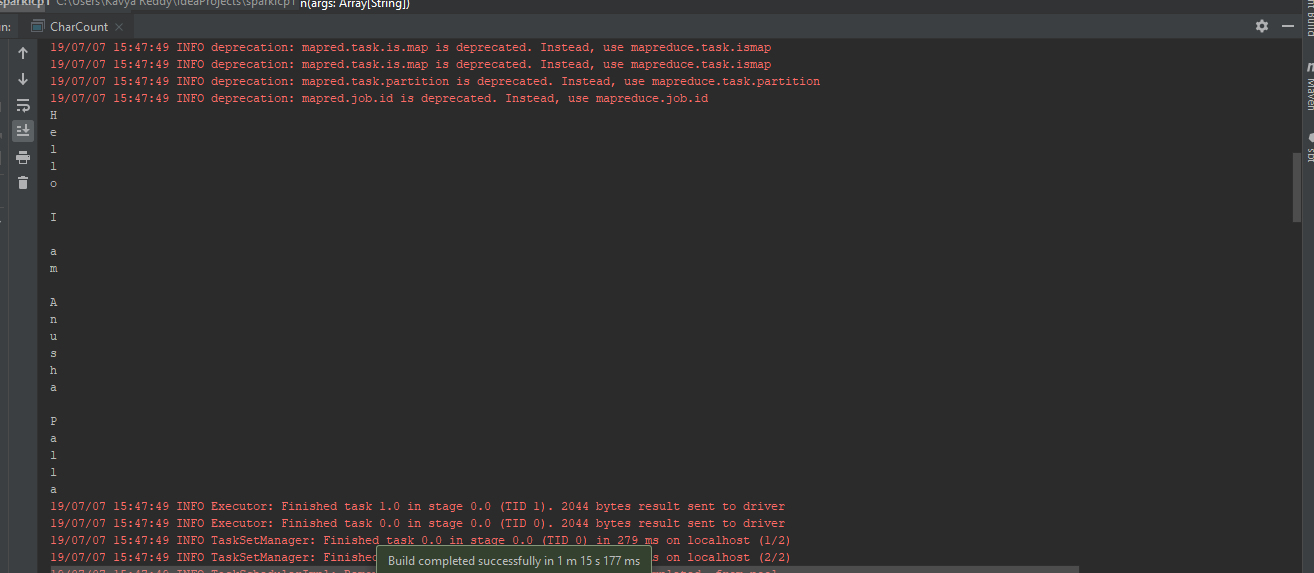 sparkicp1 C:\Users\Kavya Reddy\IdeaProjects\sparkicp1 n(args: Array[String])
n: CharCount
19/07/07 15:47:49 INFO deprecation: mapred.task.is.map is deprecated. Instead, use mapreduce.task.ismap
19/07/07 15:47:49 INFO deprecation: mapred.task.is.map is deprecated. Instead, use mapreduce.task.ismap
19/07/07 15:47:49 INFO deprecation: mapred.task.partition is deprecated. Instead, use mapreduce.task.partition
19/07/07 15:47:49 INFO deprecation: mapred.job.id is deprecated. Instead, use mapreduce.job.id
H
e
l
l
o
I
a
m
A
n
u
s
h
a
P
a
l
l
a
19/07/07 15:47:49 INFO Executor: Finished task 1.0 in stage 0.0 (TID 1). 2044 bytes result sent to driver
19/07/07 15:47:49 INFO Executor: Finished task 0.0 in stage 0.0 (TID 0). 2044 bytes result sent to driver
19/07/07 15:47:49 INFO TaskSetManager: Finished task 0.0 in stage 0.0 (TID 0) in 279 ms on localhost (1/2)
19/07/07 15:47:49 INFO TaskSetManager: Finished ms on localhost (2/2)
Build completed successfully in 1 m 15 s 177 ms
Maven
sbt